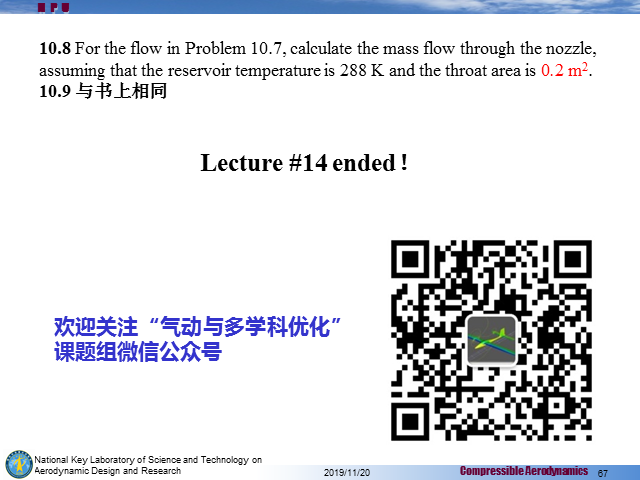 10.8 For the flow in Problem 10.7, calculate the mass flow through the nozzle,
assuming that the reservoir temperature is 288 K and the throat area is 0.2 m².
10.9 与书上相同
Lecture #14 ended！
欢迎关注“气动与多学科优化”
课题组微信公众号
National Key Laboratory of Science and Technology on
Aerodynamic Design and Research
2019/11/20
Compressible Aerodynamics
67